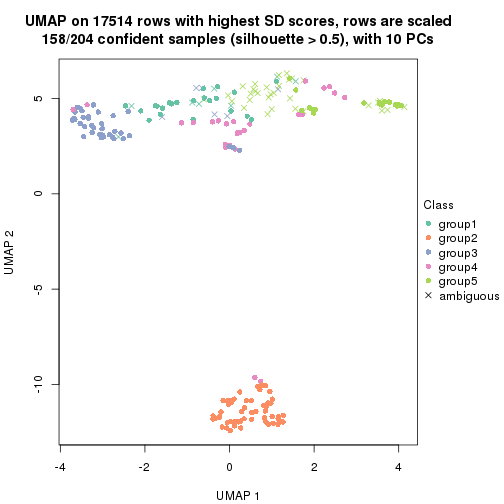 UMAP on 17514 rows with highest SD scores, rows are scaled
158/204 confident samples (silhouette > 0.5), with 10 PCs
5
0
-5
-10
UMAP 2
-4
-2
0
2
4
UMAP 1
Class
group1
group2
group3
group4
group5
ambiguous